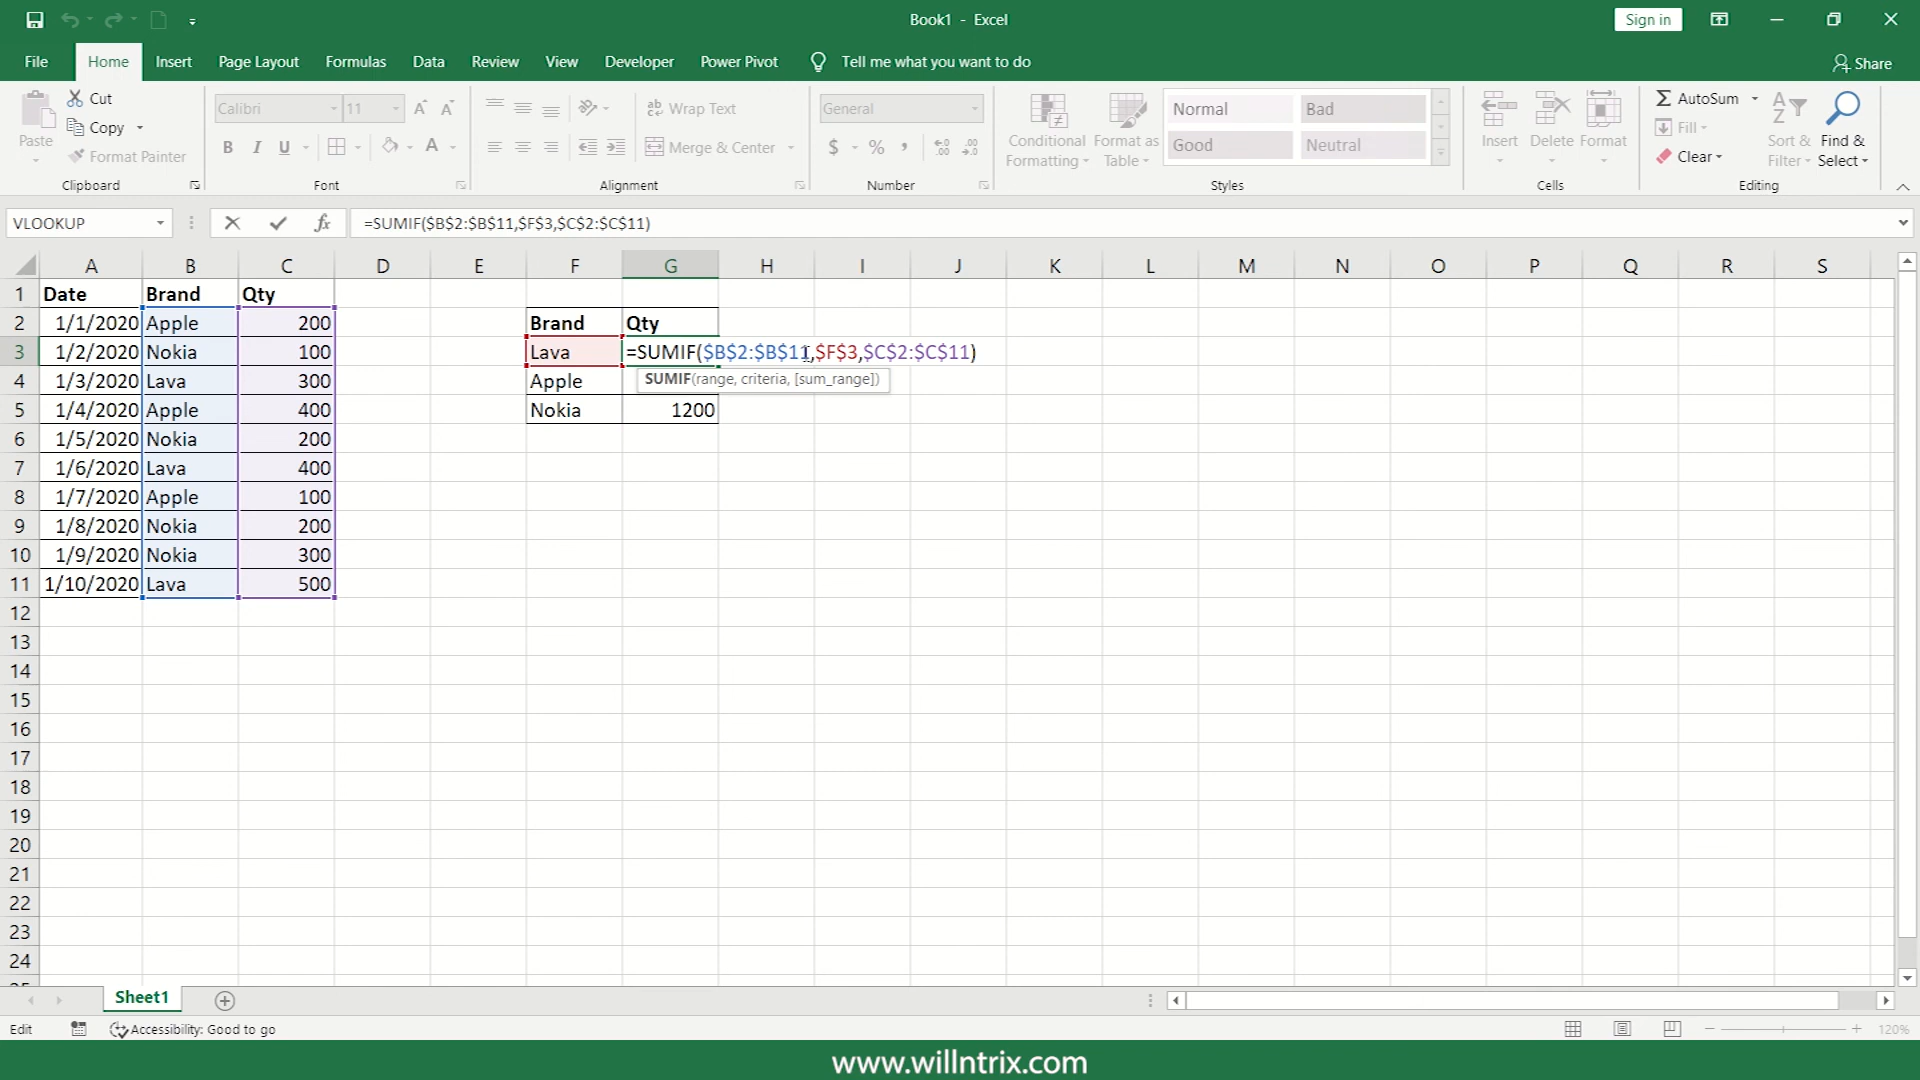 Book1 - Excel
Sign in
File Home Insert Page Layout Formulas Data Review View Developer Power Pivot Tell me what you want to do Share
Paste
Cut
Copy
Format Painter
Clipboard
Calibri 11
B I U A
Font
Wrap Text
Merge & Center
Alignment
General
$ % ,
Number
Conditional Formatting
Format as Table
Normal Bad
Good Neutral
Styles
Insert Delete Format
Cells
AutoSum
Fill
Clear
Sort & Filter
Find & Select
Editing
VLOOKUP fx =SUMIF($B$2:$B$11,$F$3,$C$2:$C$11)
A B C D E F G H I J K L M N O P Q R S
1 Date Brand Qty
2 1/1/2020 Apple 200 Brand Qty
3 1/2/2020 Nokia 100 Lava =SUMIF($B$2:$B$11,$F$3,$C$2:$C$11)
4 1/3/2020 Lava 300 Apple SUMIF(range, criteria, [sum_range])
5 1/4/2020 Apple 400 Nokia 1200
6 1/5/2020 Nokia 200
7 1/6/2020 Lava 400
8 1/7/2020 Apple 100
9 1/8/2020 Nokia 200
10 1/9/2020 Nokia 300
11 1/10/2020 Lava 500
12
13
14
15
16
17
18
19
20
21
22
23
24
Sheet1
Edit Accessibility: Good to go 120%
www.willntrix.com